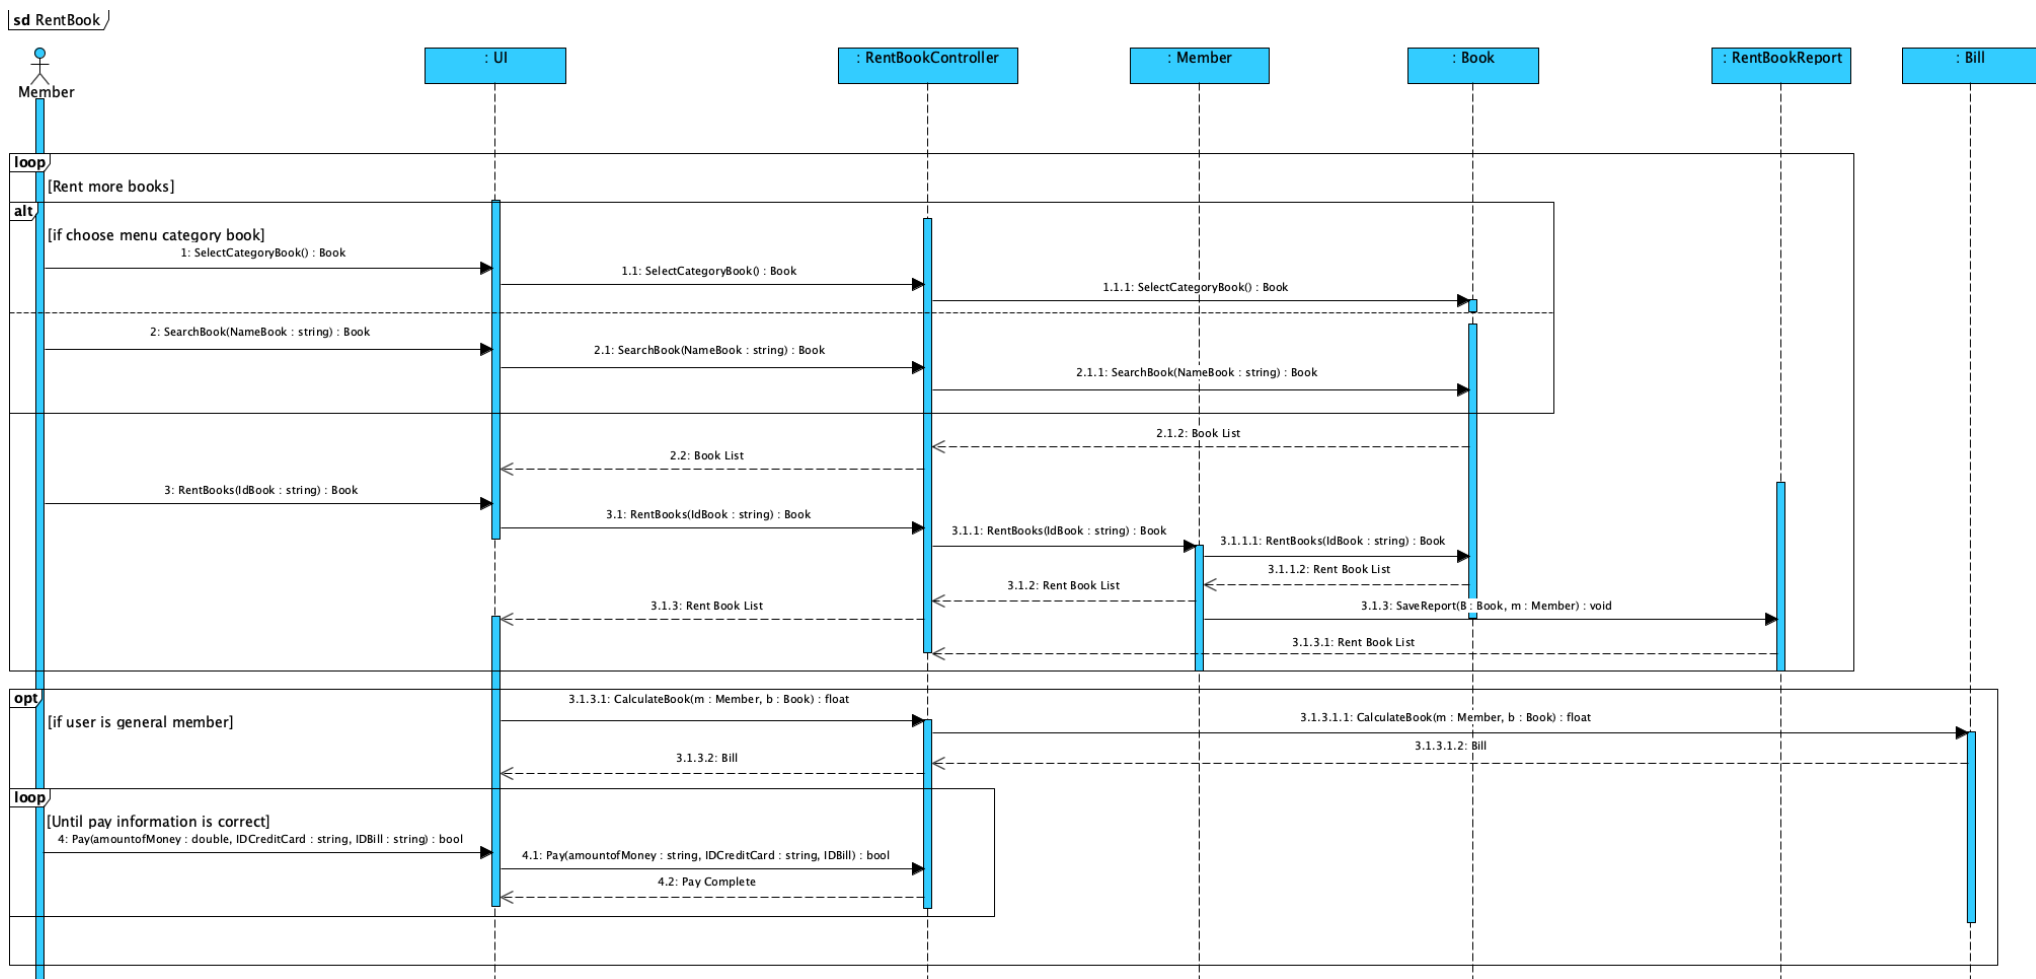 sd RentBook
Member
: UI
: RentBookController
: Member
: Book
: RentBookReport
: Bill
loop
[Rent more books]
alt
[if choose menu category book]
1: SelectCategoryBook() : Book
1.1: SelectCategoryBook() : Book
1.1.1: SelectCategoryBook() : Book
2: SearchBook(NameBook : string) : Book
2.1: SearchBook(NameBook : string) : Book
2.1.1: SearchBook(NameBook : string) : Book
2.1.2: Book List
2.2: Book List
3: RentBooks(IdBook : string) : Book
3.1: RentBooks(IdBook : string) : Book
3.1.1: RentBooks(IdBook : string) : Book
3.1.1.1: RentBooks(IdBook : string) : Book
3.1.1.2: Rent Book List
3.1.2: Rent Book List
3.1.3: Rent Book List
3.1.3: SaveReport(B : Book, m : Member) : void
3.1.3.1: Rent Book List
opt
[if user is general member]
3.1.3.1: CalculateBook(m : Member, b : Book) : float
3.1.3.1.1: CalculateBook(m : Member, b : Book) : float
3.1.3.1.2: Bill
3.1.3.2: Bill
loop
[Until pay information is correct]
4: Pay(amountofMoney : double, IDCreditCard : string, IDBill : string) : bool
4.1: Pay(amountofMoney : string, IDCreditCard : string, IDBill) : bool
4.2: Pay Complete